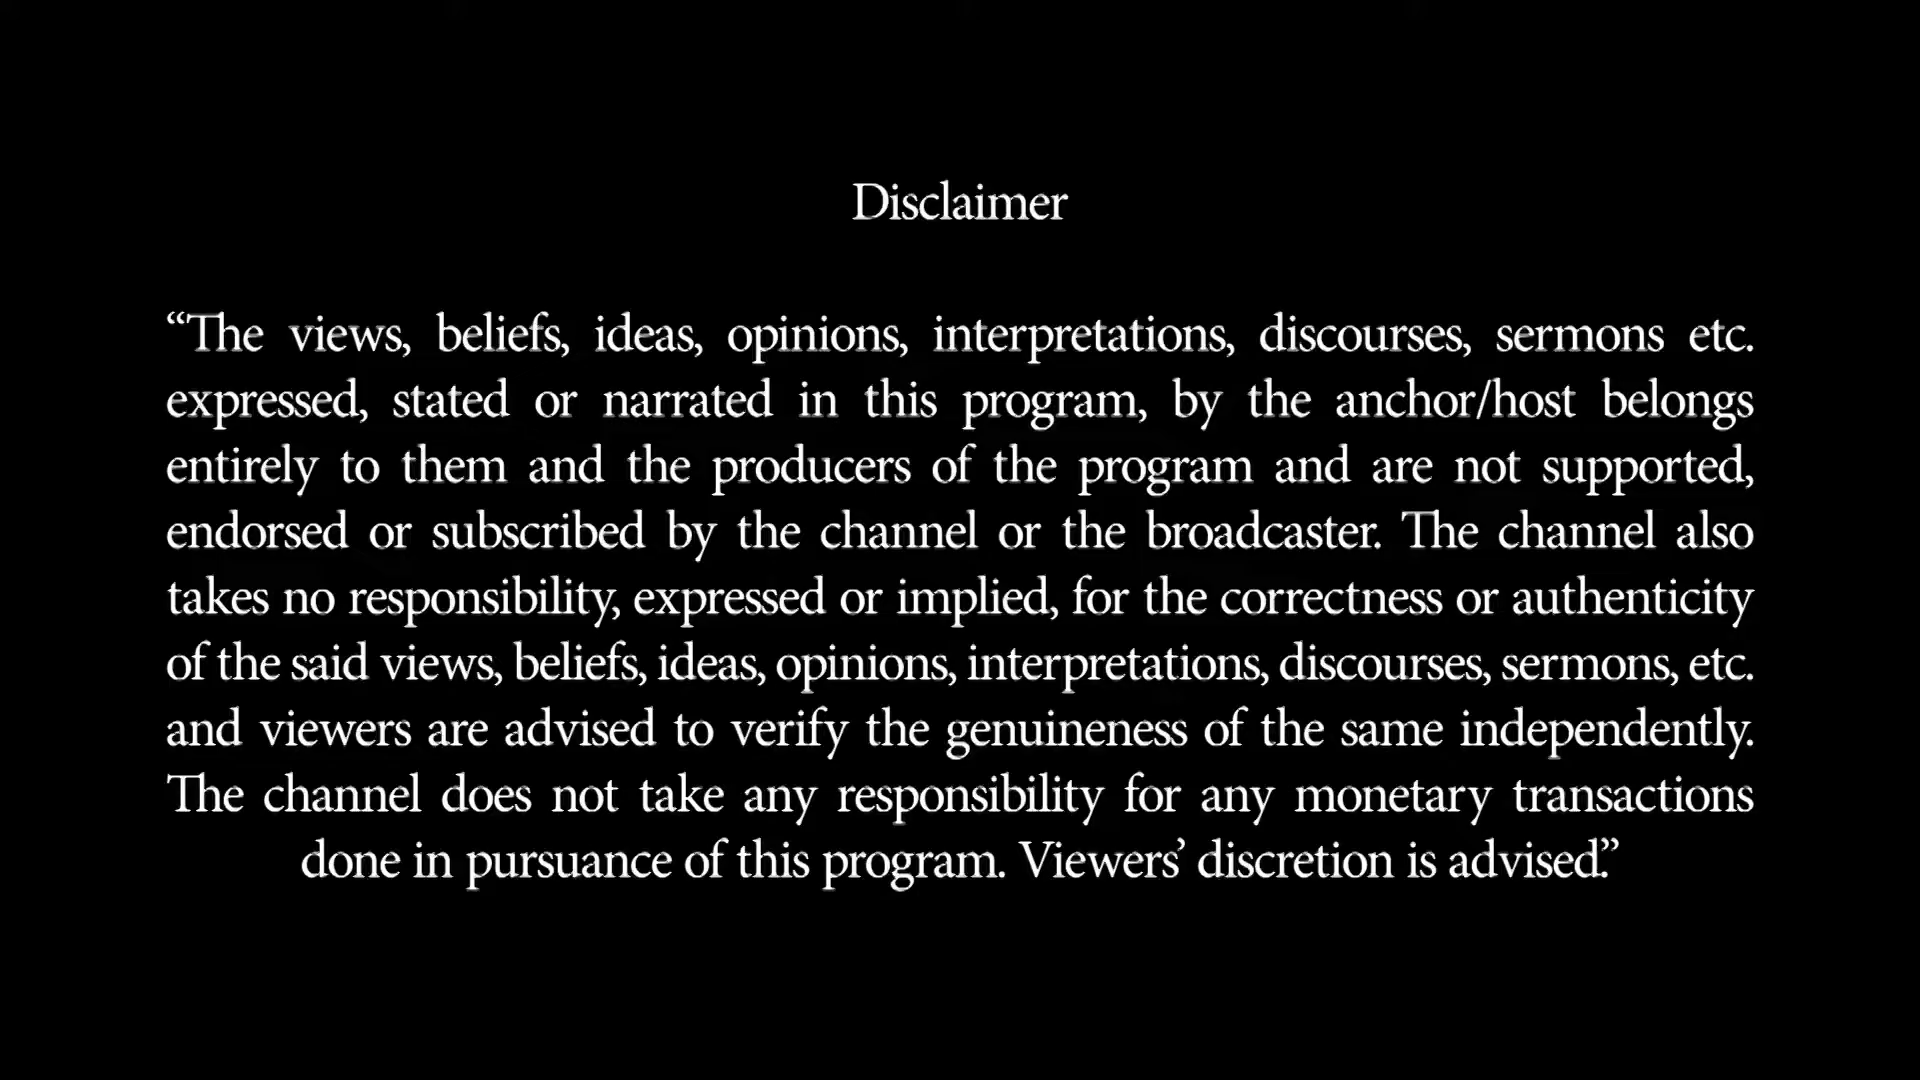 Disclaimer
“The views, beliefs, ideas, opinions, interpretations, discourses, sermons etc.
expressed, stated or narrated in this program, by the anchor/host belongs
entirely to them and the producers of the program and are not supported,
endorsed or subscribed by the channel or the broadcaster. The channel also
takes no responsibility, expressed or implied, for the correctness or authenticity
of the said views, beliefs, ideas, opinions, interpretations, discourses, sermons, etc.
and viewers are advised to verify the genuineness of the same independently.
The channel does not take any responsibility for any monetary transactions
done in pursuance of this program. Viewers’ discretion is advised.”